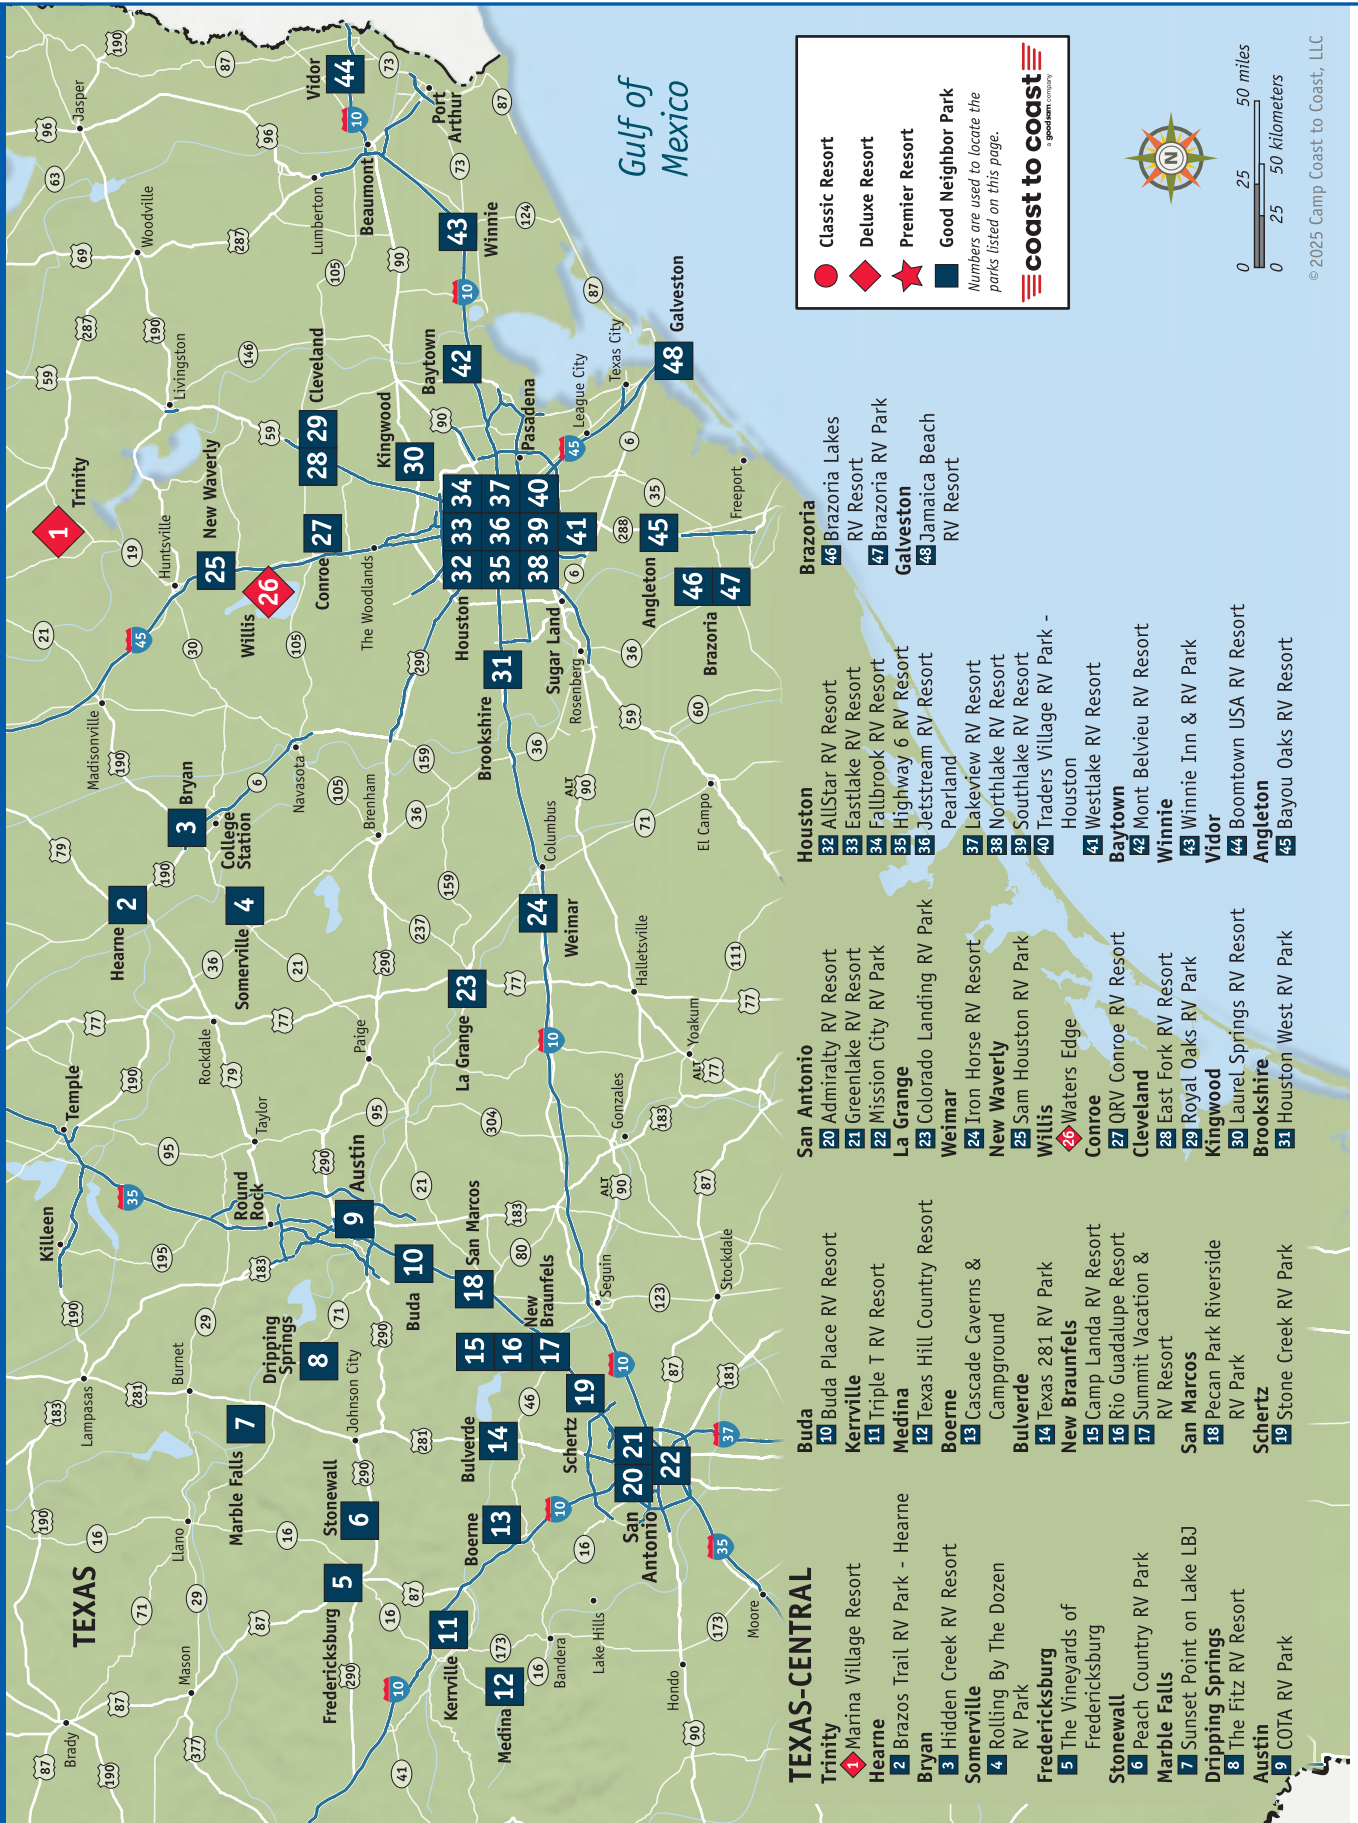 TEXAS
Gulf of
Mexico
Brady
Mason
Llano
Lampasas
Burnet
Killeen
Temple
Round
Rock
Taylor
Rockdale
Hearne
Bryan
College
Station
Somerville
Madisonville
Navasota
Huntsville
Trinity
New Waverly
Willis
Conroe
The Woodlands
Livingston
Woodville
Jasper
Cleveland
Kingwood
Lumberton
Vidor
Beaumont
Port
Arthur
Winnie
Baytown
Pasadena
League City
Texas City
Galveston
Houston
Sugar Land
Rosenberg
Brookshire
Angleton
Brazoria
Freeport
El Campo
Columbus
Brenham
Weimar
Halletsville
Yoakum
La Grange
Paige
Gonzales
Austin
Buda
San Marcos
New
Braunfels
Seguin
Stockdale
Dripping
Springs
Johnson City
Marble Falls
Stonewall
Fredericksburg
Kerrville
Medina
Bandera
Lake Hills
Hondo
Moore
Boerne
Bulverde
Schertz
San
Antonio
TEXAS-CENTRAL
Trinity
1 Marina Village Resort
Hearne
2 Brazos Trail RV Park - Hearne
Bryan
3 Hidden Creek RV Resort
Somerville
4 Rolling By The Dozen
RV Park
Fredericksburg
5 The Vineyards of
Fredericksburg
Stonewall
6 Peach Country RV Park
Marble Falls
7 Sunset Point on Lake LBJ
Dripping Springs
8 The Fitz RV Resort
Austin
9 COTA RV Park
Buda
10 Buda Place RV Resort
Kerrville
11 Triple T RV Resort
Medina
12 Texas Hill Country Resort
Boerne
13 Cascade Caverns &
Campground
Bulverde
14 Texas 281 RV Park
New Braunfels
15 Camp Landa RV Resort
16 Rio Guadalupe Resort
17 Summit Vacation &
RV Resort
San Marcos
18 Pecan Park Riverside
RV Park
Schertz
19 Stone Creek RV Park
San Antonio
20 Admiralty RV Resort
21 Greenlake RV Resort
22 Mission City RV Park
La Grange
23 Colorado Landing RV Park
Weimar
24 Iron Horse RV Resort
New Waverly
25 Sam Houston RV Park
Willis
26 Waters Edge
Conroe
27 QRV Conroe RV Resort
Cleveland
28 East Fork RV Resort
29 Royal Oaks RV Park
Kingwood
30 Laurel Springs RV Resort
Brookshire
31 Houston West RV Park
Houston
32 AllStar RV Resort
33 Eastlake RV Resort
34 Fallbrook RV Resort
35 Highway 6 RV Resort
36 Jetstream RV Resort
Pearland
37 Lakeview RV Resort
38 Northlake RV Resort
39 Southlake RV Resort
40 Traders Village RV Park -
Houston
41 Westlake RV Resort
Baytown
42 Mont Belvieu RV Resort
Winnie
43 Winnie Inn & RV Park
Vidor
44 Boomtown USA RV Resort
Angleton
45 Bayou Oaks RV Resort
Brazoria
46 Brazoria Lakes
RV Resort
47 Brazoria RV Park
Galveston
48 Jamaica Beach
RV Resort
Classic Resort
Deluxe Resort
Premier Resort
Good Neighbor Park
Numbers are used to locate the
parks listed on this page.
coast to coast
a good sam company
N
0 25 50 miles
0 25 50 kilometers
© 2025 Camp Coast to Coast, LLC